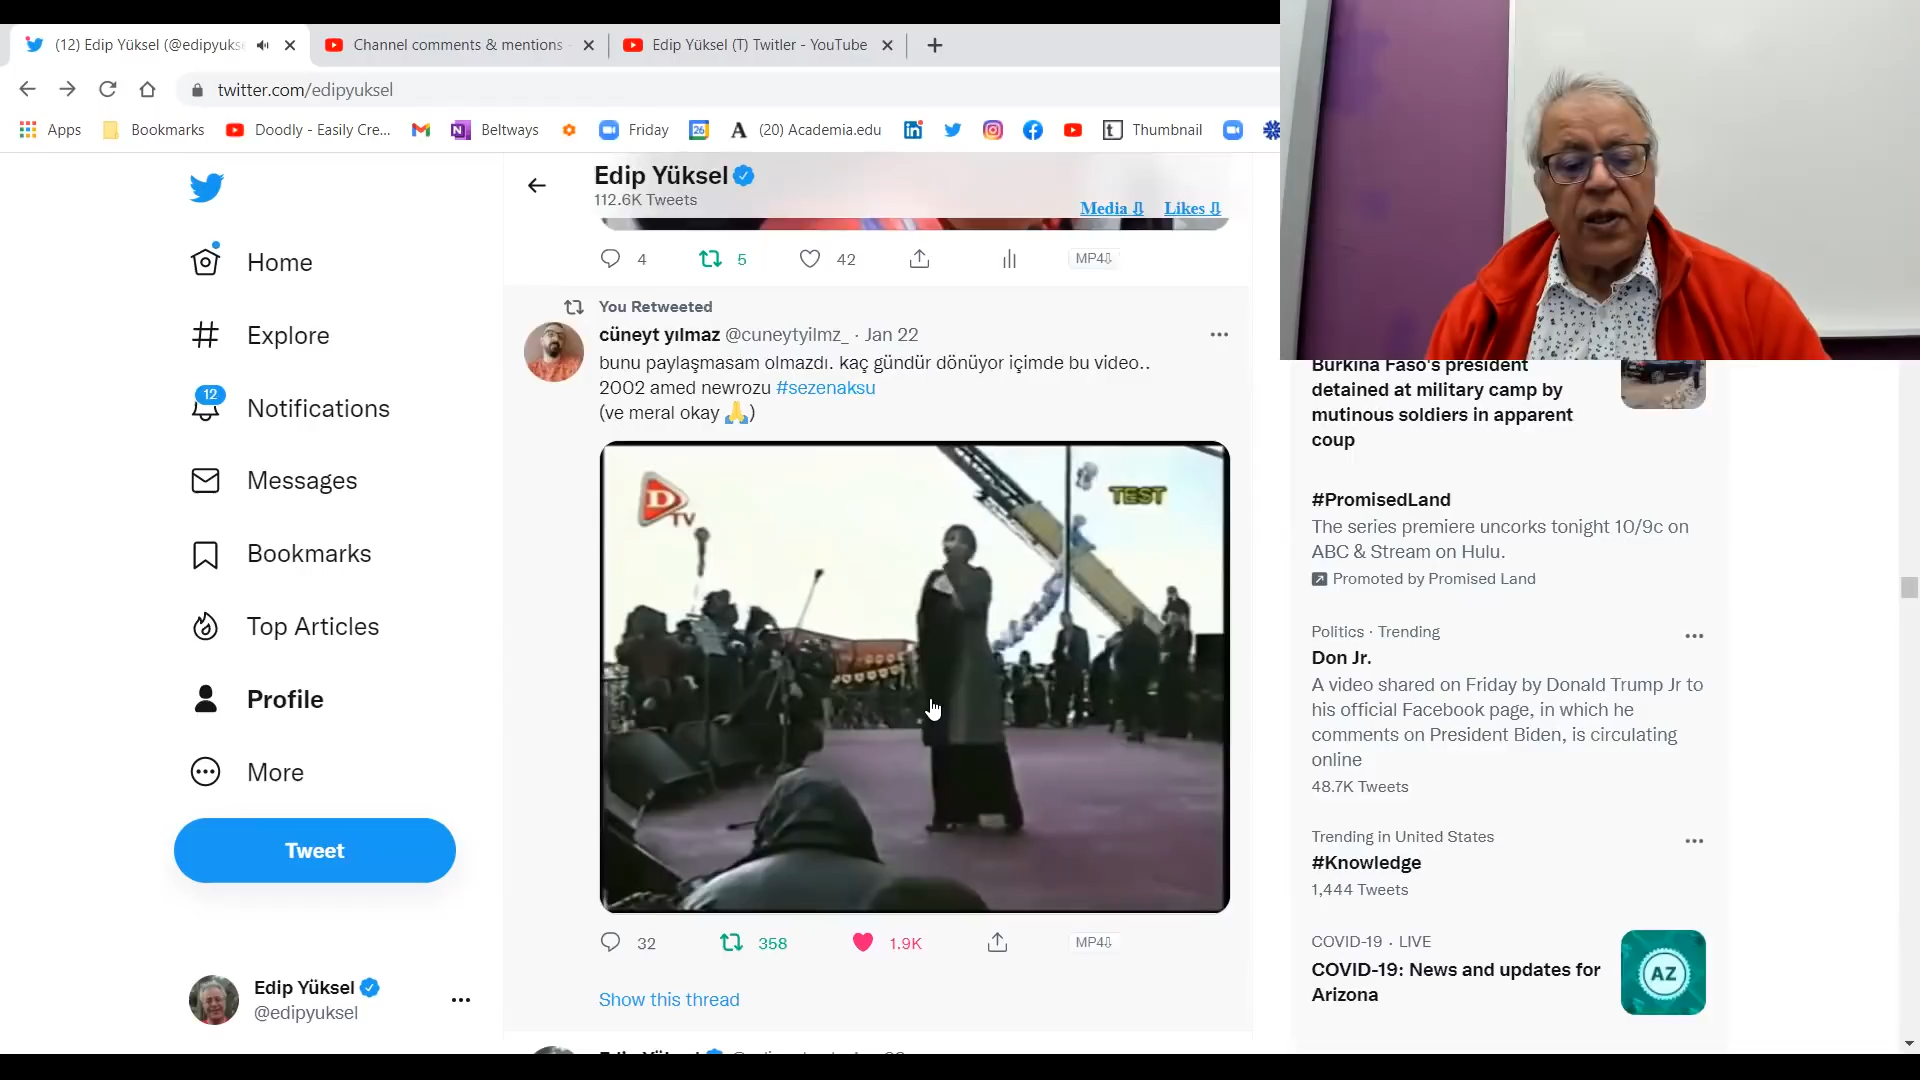 (12) Edip Yüksel (@edipyukse
Channel comments & mentions
Edip Yüksel (T) Twitler - YouTube
twitter.com/edipyuksel
Apps
Bookmarks
Doodly - Easily Cre...
Beltways
Friday
26
(20) Academia.edu
Thumbnail
Edip Yüksel
112.6K Tweets
Media ⇩
Likes ⇩
4
5
42
MP4⇩
Home
Explore
12
Notifications
Messages
Bookmarks
Top Articles
Profile
More
Tweet
Edip Yüksel
@edipyuksel
You Retweeted
cüneyt yılmaz @cuneytyilmz_ · Jan 22
bunu paylaşmasam olmazdı. kaç gündür dönüyor içimde bu video..
2002 amed newrozu #sezenaksu
(ve meral okay 🙏)
D TV
TEST
32
358
1.9K
MP4⇩
Show this thread
Burkina Faso's president
detained at military camp by
mutinous soldiers in apparent
coup
#PromisedLand
The series premiere uncorks tonight 10/9c on
ABC & Stream on Hulu.
Promoted by Promised Land
Politics · Trending
Don Jr.
A video shared on Friday by Donald Trump Jr to
his official Facebook page, in which he
comments on President Biden, is circulating
online
48.7K Tweets
Trending in United States
#Knowledge
1,444 Tweets
COVID-19 · LIVE
COVID-19: News and updates for
Arizona
AZ